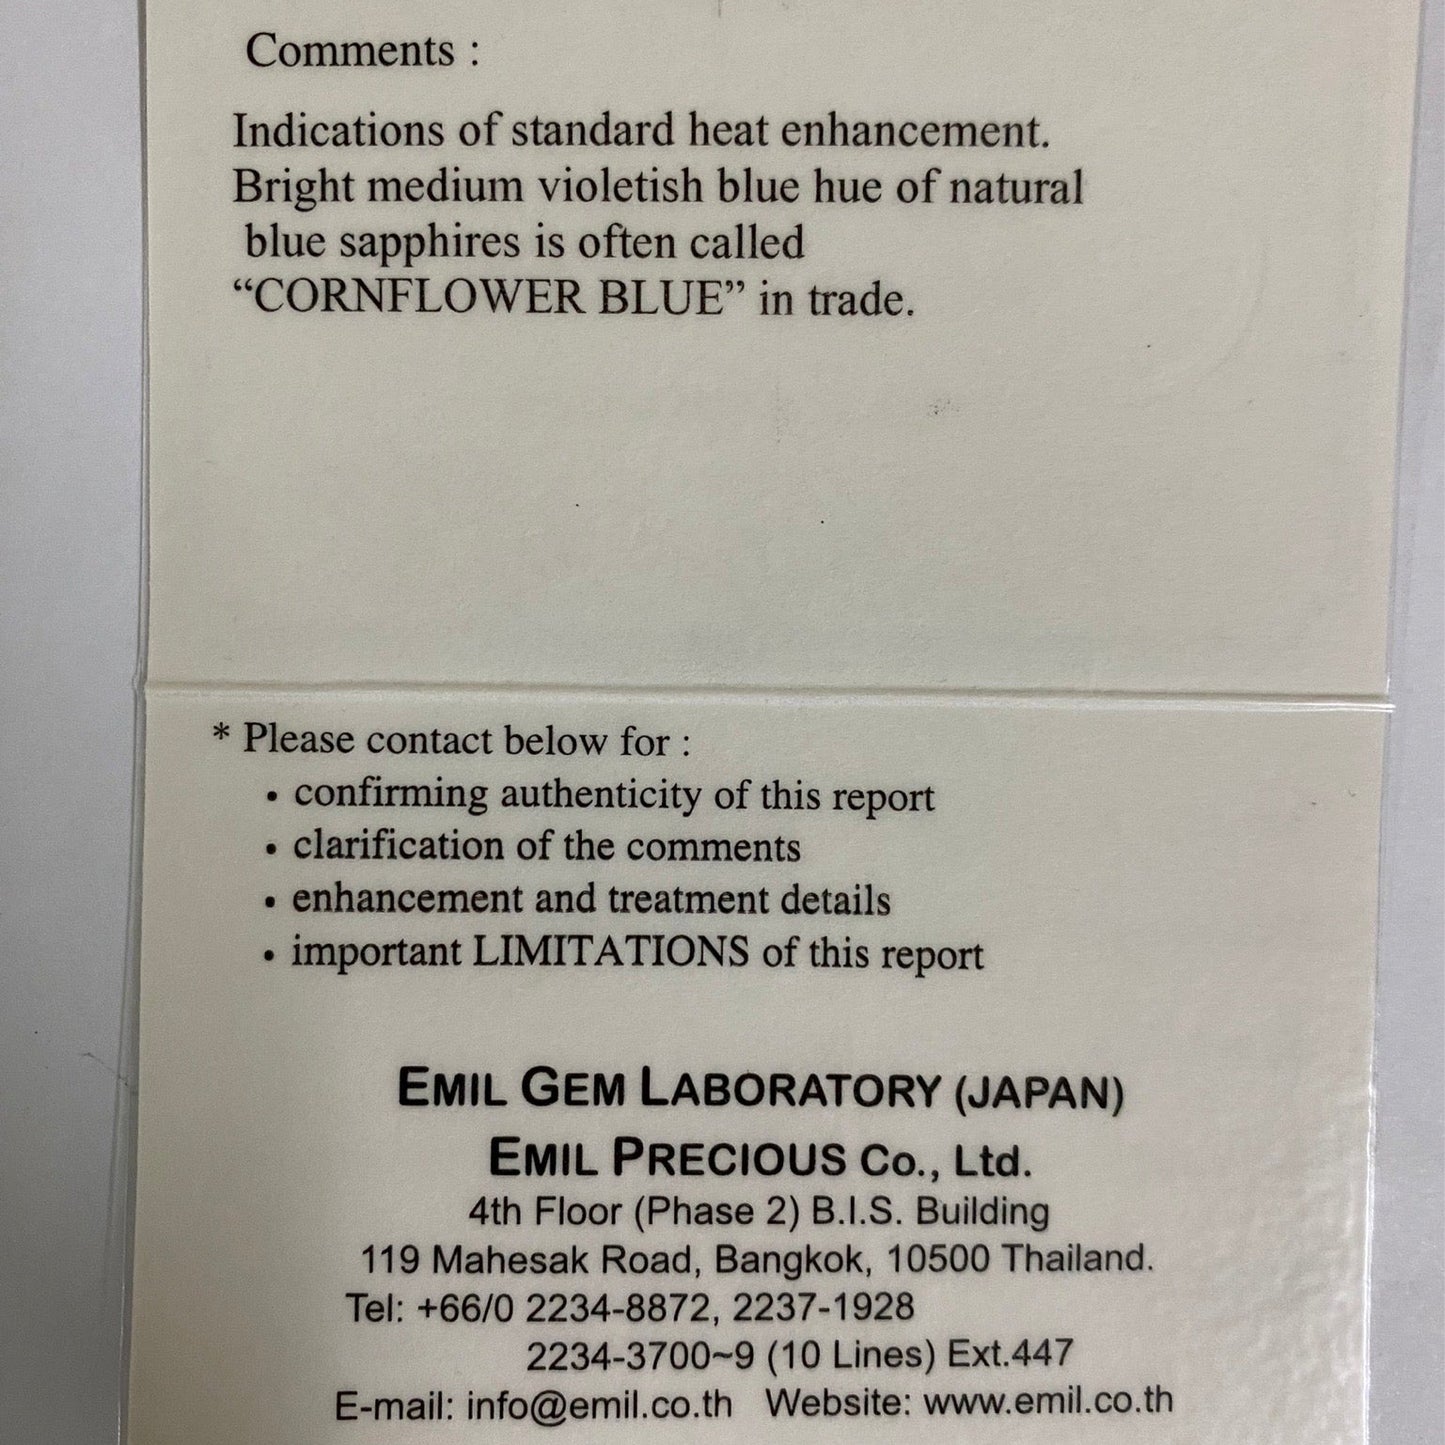 Comments :
Indications of standard heat enhancement.
Bright medium violetish blue hue of natural
blue sapphires is often called
“CORNFLOWER BLUE” in trade.
* Please contact below for :
• confirming authenticity of this report
• clarification of the comments
• enhancement and treatment details
• important LIMITATIONS of this report
EMIL GEM LABORATORY (JAPAN)
EMIL PRECIOUS Co., Ltd.
4th Floor (Phase 2) B.I.S. Building
119 Mahesak Road, Bangkok, 10500 Thailand.
Tel: +66/0 2234-8872, 2237-1928
2234-3700~9 (10 Lines) Ext.447
E-mail: info@emil.co.th Website: www.emil.co.th